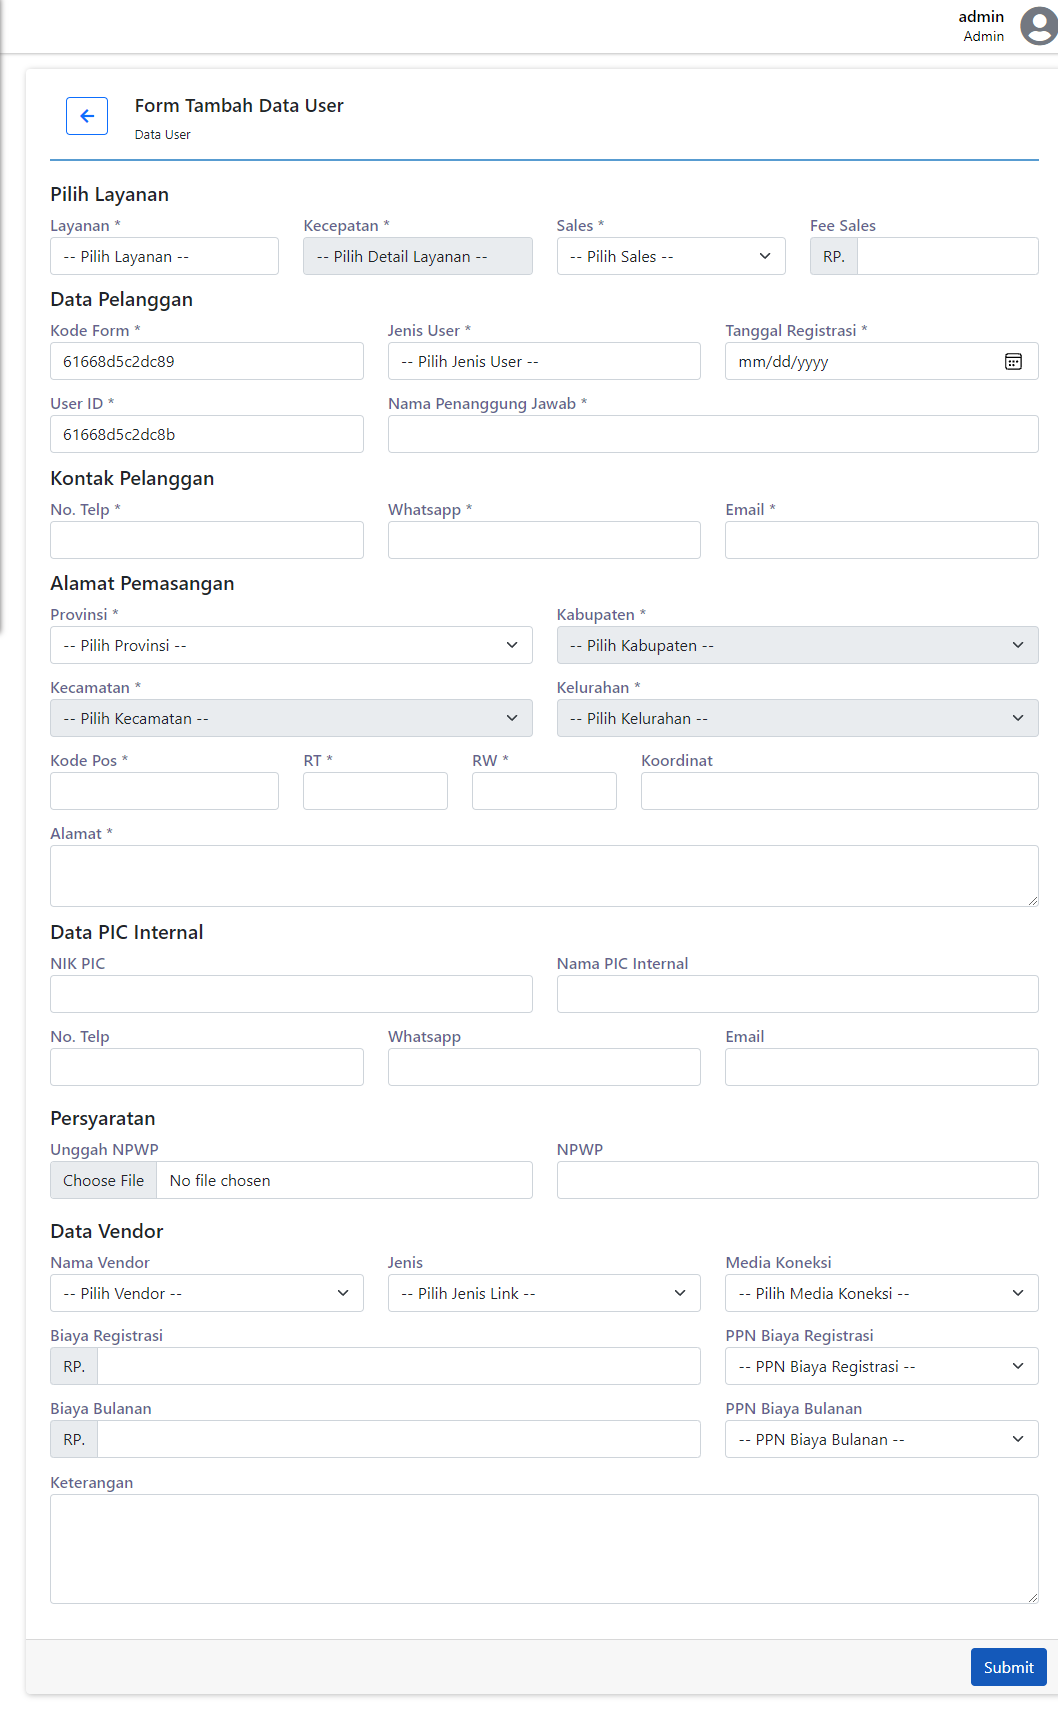 admin
Admin
Form Tambah Data User
Data User
Pilih Layanan
Layanan * Kecepatan * Sales * Fee Sales
-- Pilih Layanan -- -- Pilih Detail Layanan -- -- Pilih Sales -- RP.
Data Pelanggan
Kode Form * Jenis User * Tanggal Registrasi *
61668d5c2dc89 -- Pilih Jenis User -- mm/dd/yyyy
User ID * Nama Penanggung Jawab *
61668d5c2dc8b
Kontak Pelanggan
No. Telp * Whatsapp * Email *
Alamat Pemasangan
Provinsi * Kabupaten *
-- Pilih Provinsi -- -- Pilih Kabupaten --
Kecamatan * Kelurahan *
-- Pilih Kecamatan -- -- Pilih Kelurahan --
Kode Pos * RT * RW * Koordinat
Alamat *
Data PIC Internal
NIK PIC Nama PIC Internal
No. Telp Whatsapp Email
Persyaratan
Unggah NPWP NPWP
Choose File No file chosen
Data Vendor
Nama Vendor Jenis Media Koneksi
-- Pilih Vendor -- -- Pilih Jenis Link -- -- Pilih Media Koneksi --
Biaya Registrasi PPN Biaya Registrasi
RP. -- PPN Biaya Registrasi --
Biaya Bulanan PPN Biaya Bulanan
RP. -- PPN Biaya Bulanan --
Keterangan
Submit